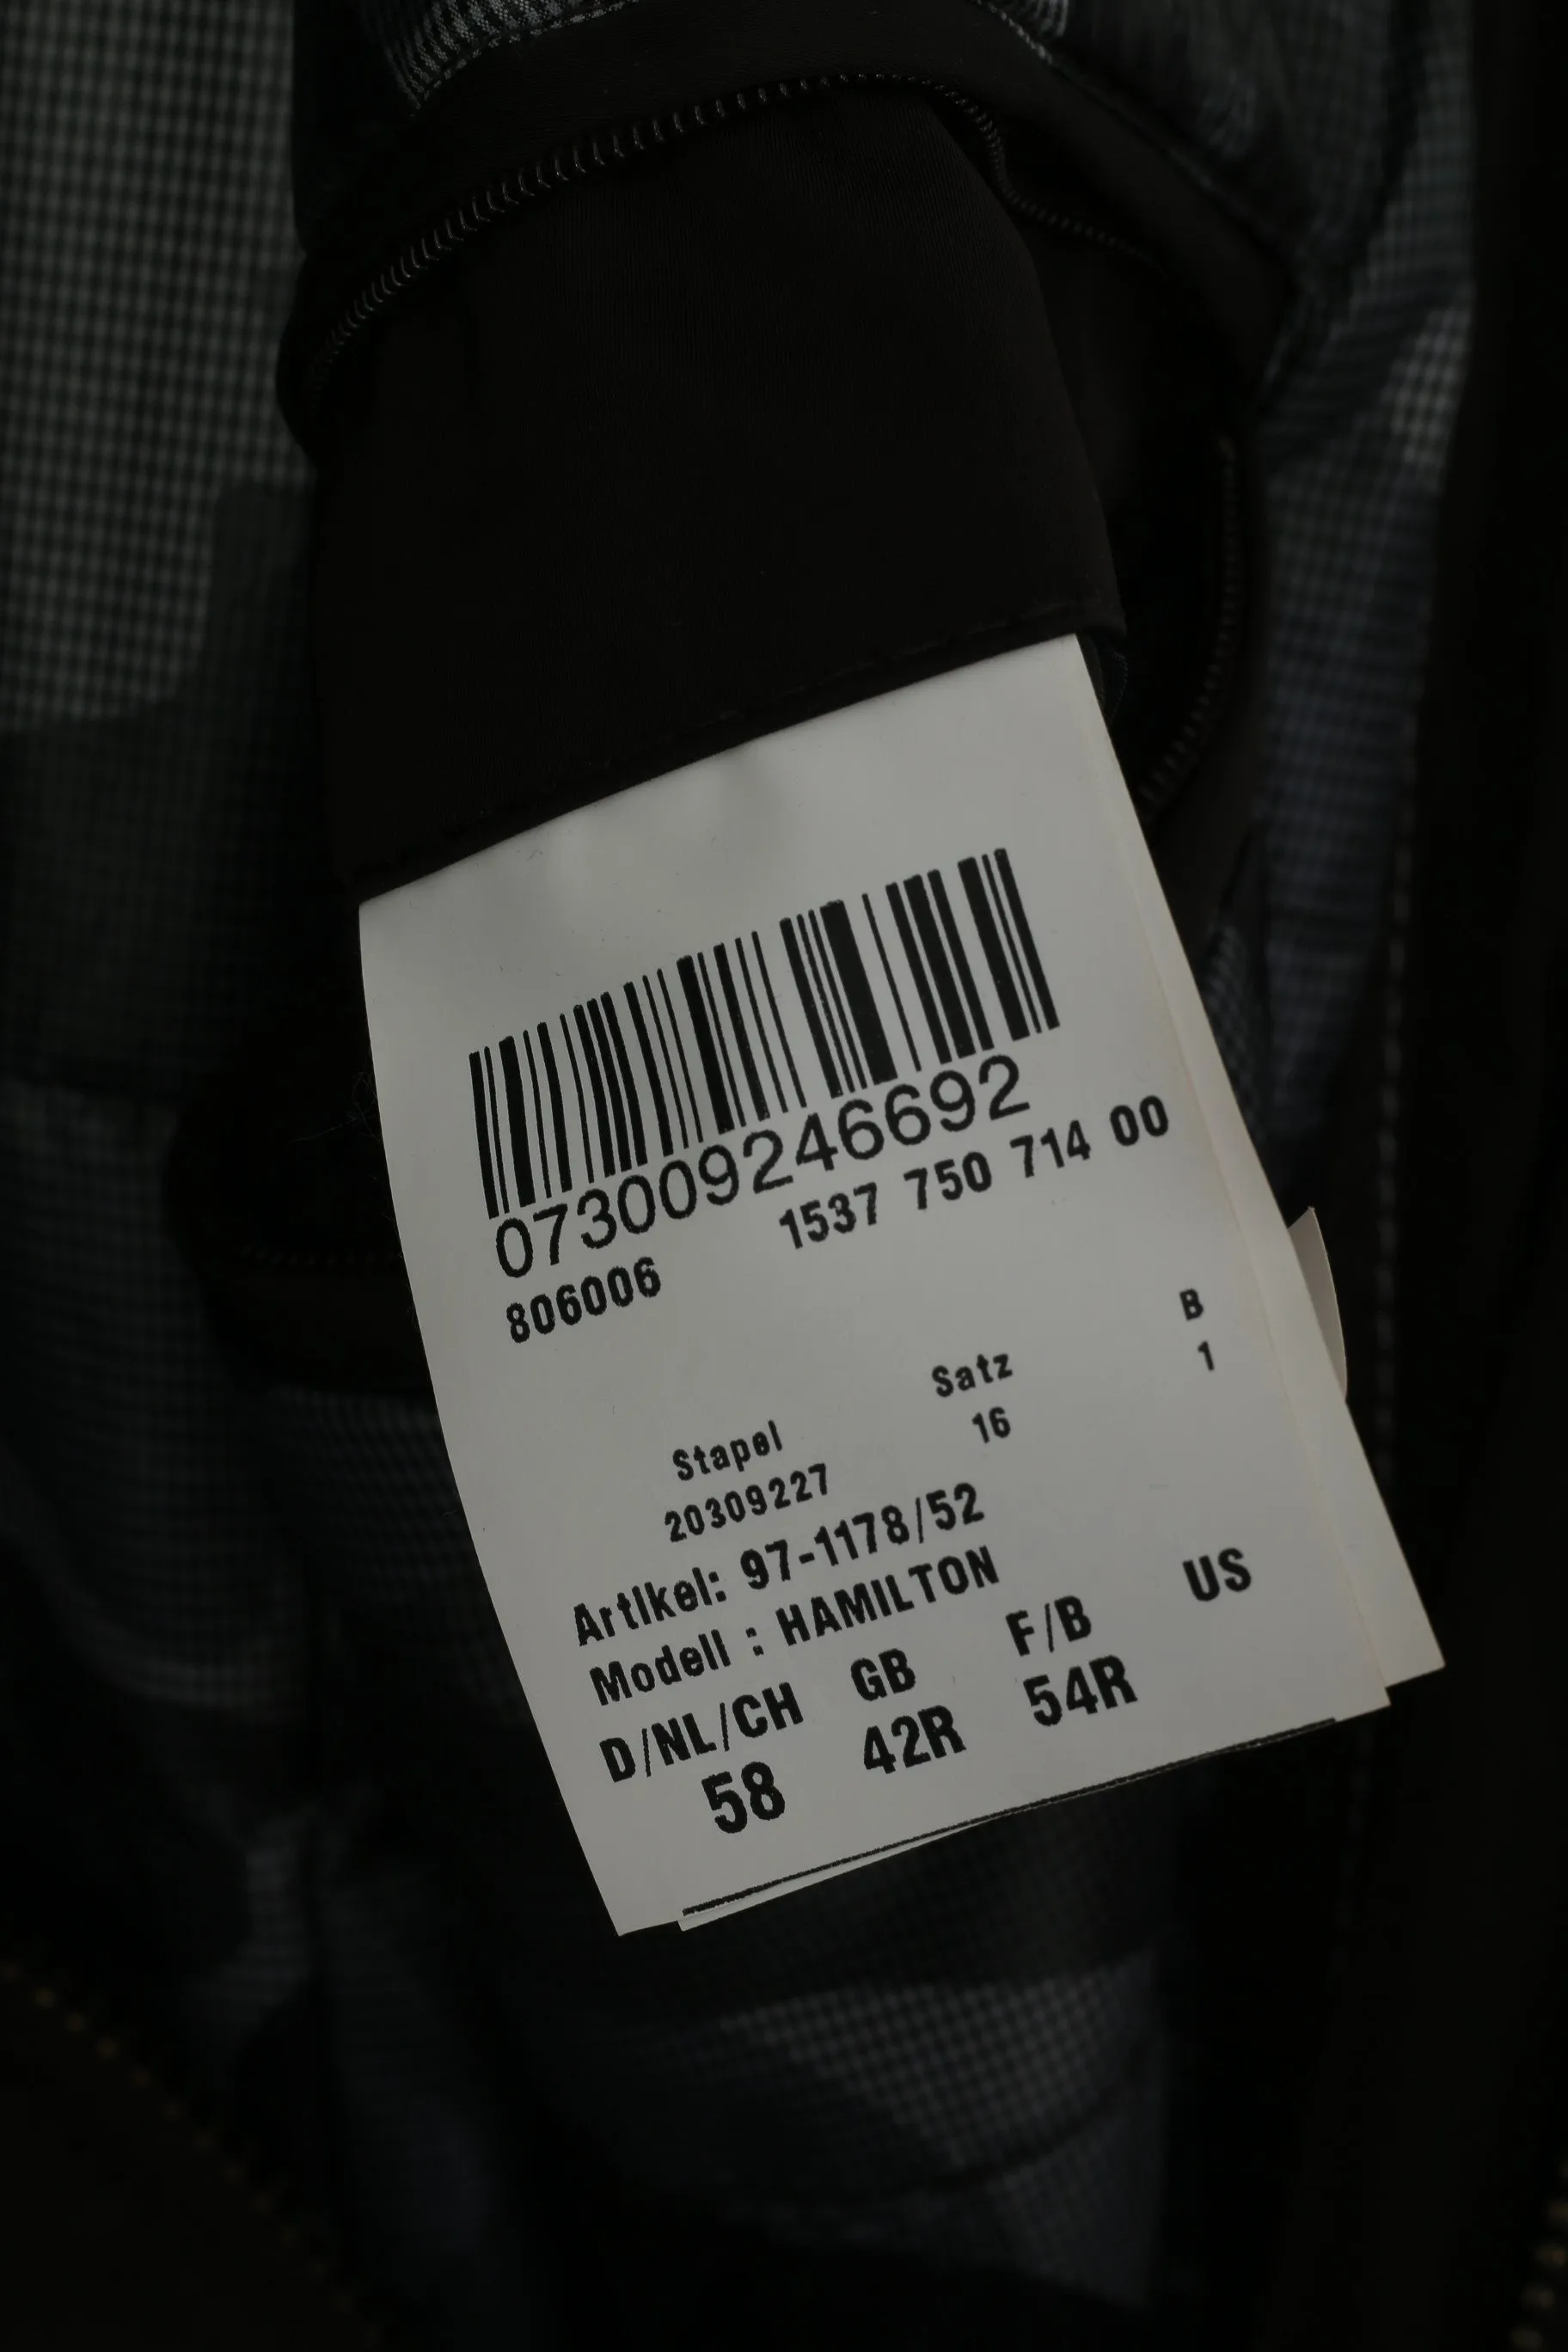 073009246692
806006 1537 750 714 00
B
Satz 1
Stapel 16
20309227
Artikel: 97-1178/52
Modell : HAMILTON
D/NL/CH GB F/B US
58 42R 54R